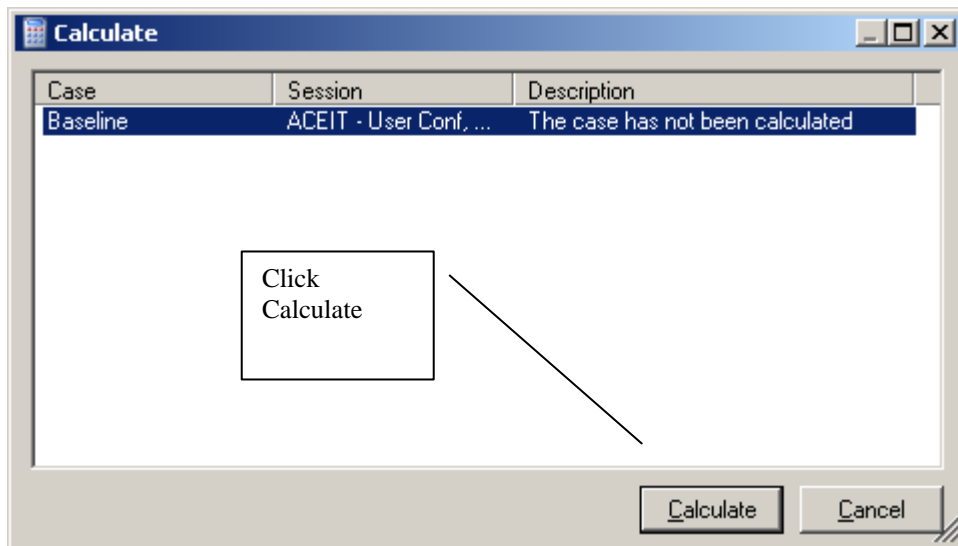 Calculate
Case Session Description
Baseline ACEIT - User Conf, ... The case has not been calculated
Click
Calculate
Calculate Cancel